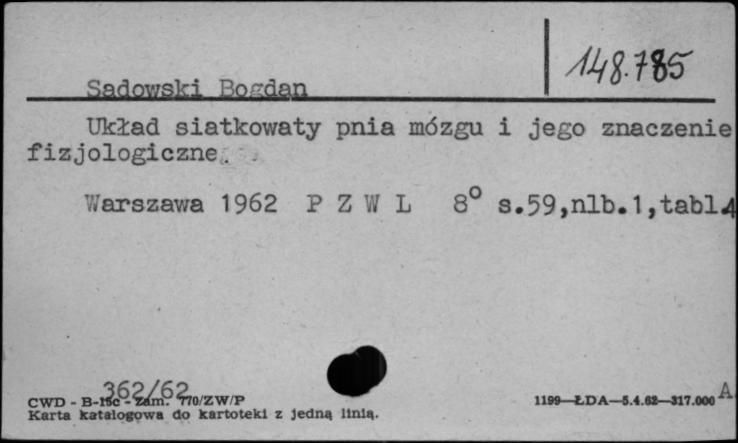 148.785
Sadowski Bogdan
Układ siatkowaty pnia mózgu i jego znaczenie
fizjologiczne.
Warszawa 1962 P Z W L 8° s.59,nlb.1,tabl.4
362/62
CWD - B-15c - Zam. 770/ZW/P
Karta katalogowa do kartoteki z jedną linią.
1199—ŁDA—5.4.62—317.000 A